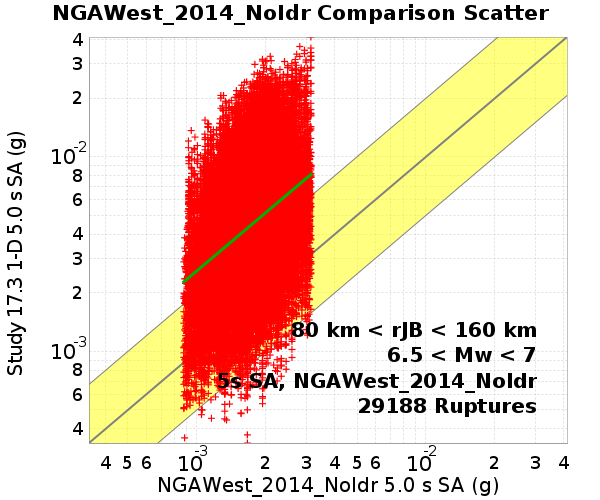 NGAWest_2014_NoIdr Comparison Scatter
Study 17.3 1-D 5.0 s SA (g)
4
3
2
10^-2
8
6
4
3
2
10^-3
8
6
4
80 km < rJB < 160 km
6.5 < Mw < 7
5s SA, NGAWest_2014_NoIdr
29188 Ruptures
4 5 6 10^-3 2 3 4 5 6 10^-2 2 3 4
NGAWest_2014_NoIdr 5.0 s SA (g)